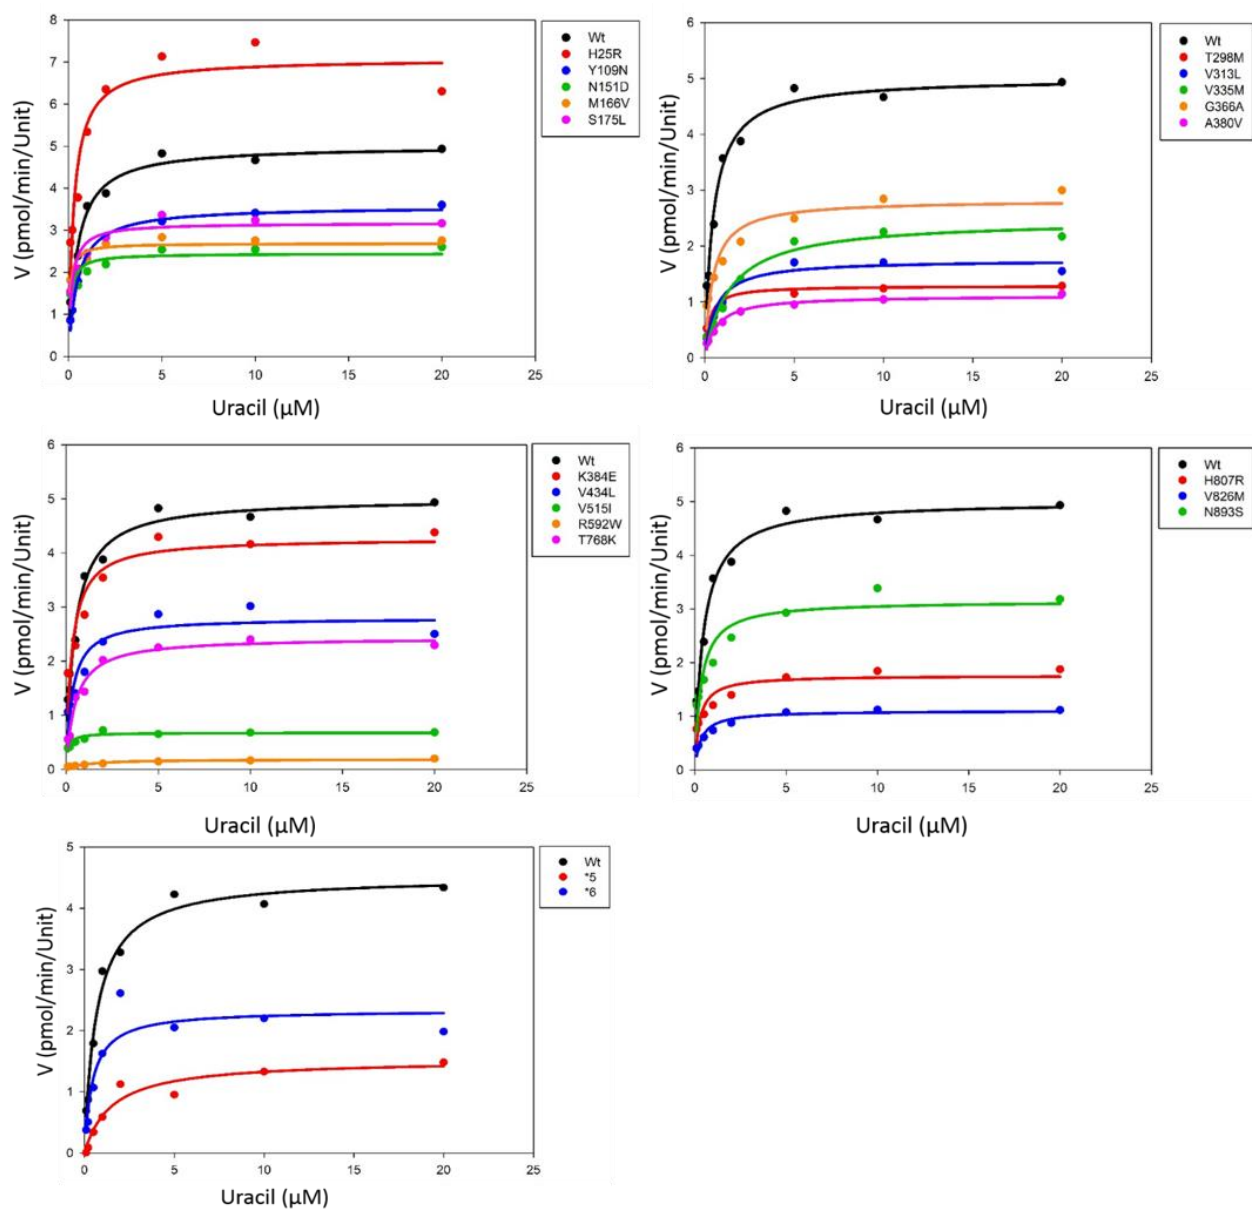 V (pmol/min/Unit)
8
7
6
5
4
3
2
1
0
0
5
10
15
20
25
Uracil (µM)
Wt
H25R
Y109N
N151D
M166V
S175L
V (pmol/min/Unit)
6
5
4
3
2
1
0
0
5
10
15
20
25
Uracil (µM)
Wt
T298M
V313L
V335M
G366A
A380V
V (pmol/min/Unit)
6
5
4
3
2
1
0
0
5
10
15
20
25
Uracil (µM)
Wt
K384E
V434L
V515I
R592W
T768K
V (pmol/min/Unit)
6
5
4
3
2
1
0
0
5
10
15
20
25
Uracil (µM)
Wt
H807R
V826M
N893S
V (pmol/min/Unit)
5
4
3
2
1
0
0
5
10
15
20
25
Uracil (µM)
Wt
*5
*6